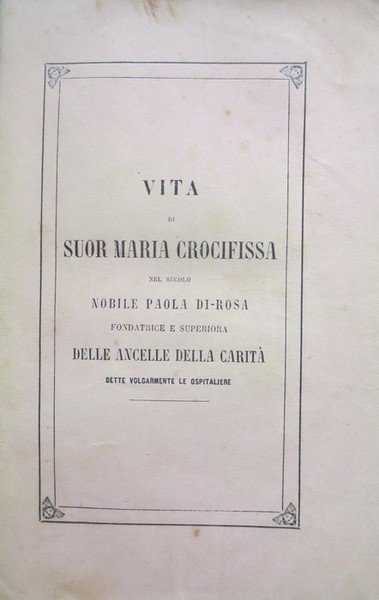 VITA
DI
SUOR MARIA CROCIFISSA
NEL SECOLO
NOBILE PAOLA DI-ROSA
FONDATRICE E SUPERIORA
DELLE ANCELLE DELLA CARITÀ
DETTE VOLGARMENTE LE OSPITALIERE